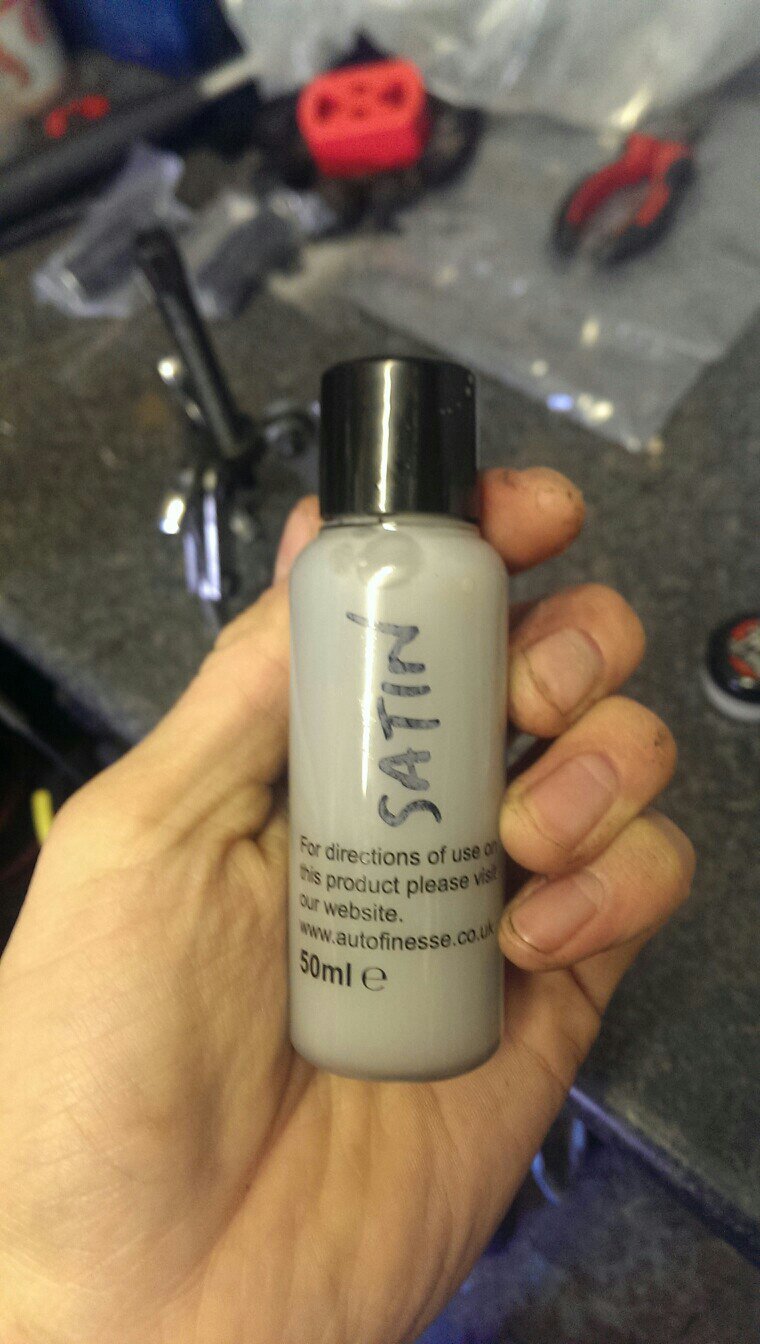 SATIN
For directions of use on
this product please visit
our website.
www.autofinesse.co.uk
50ml ℮